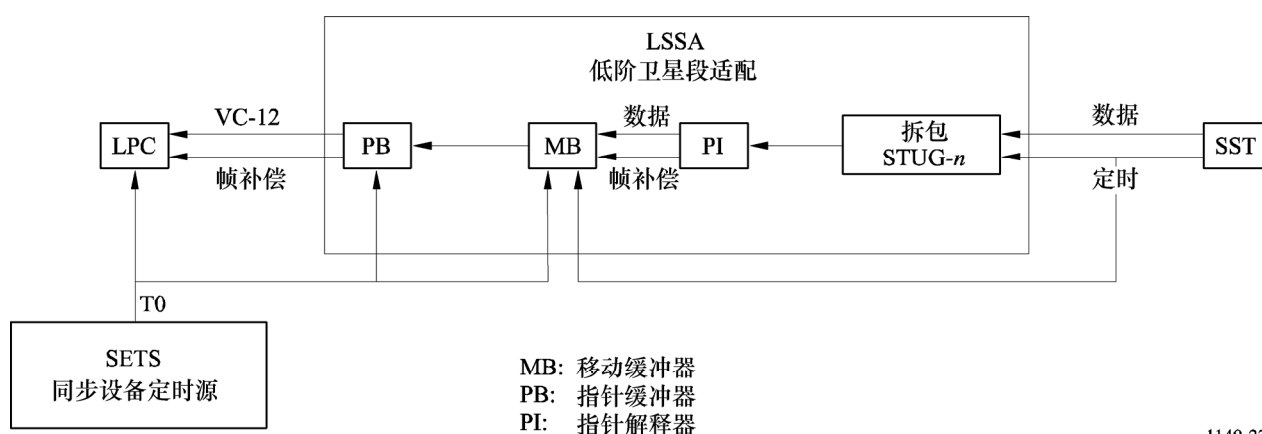 LSSA
低阶卫星段适配
VC-12
数据
数据
LPC
PB
MB
PI
拆包
STUG-n
SST
帧补偿
帧补偿
定时
T0
SETS
同步设备定时源
MB: 移动缓冲器
PB: 指针缓冲器
PI: 指针解释器